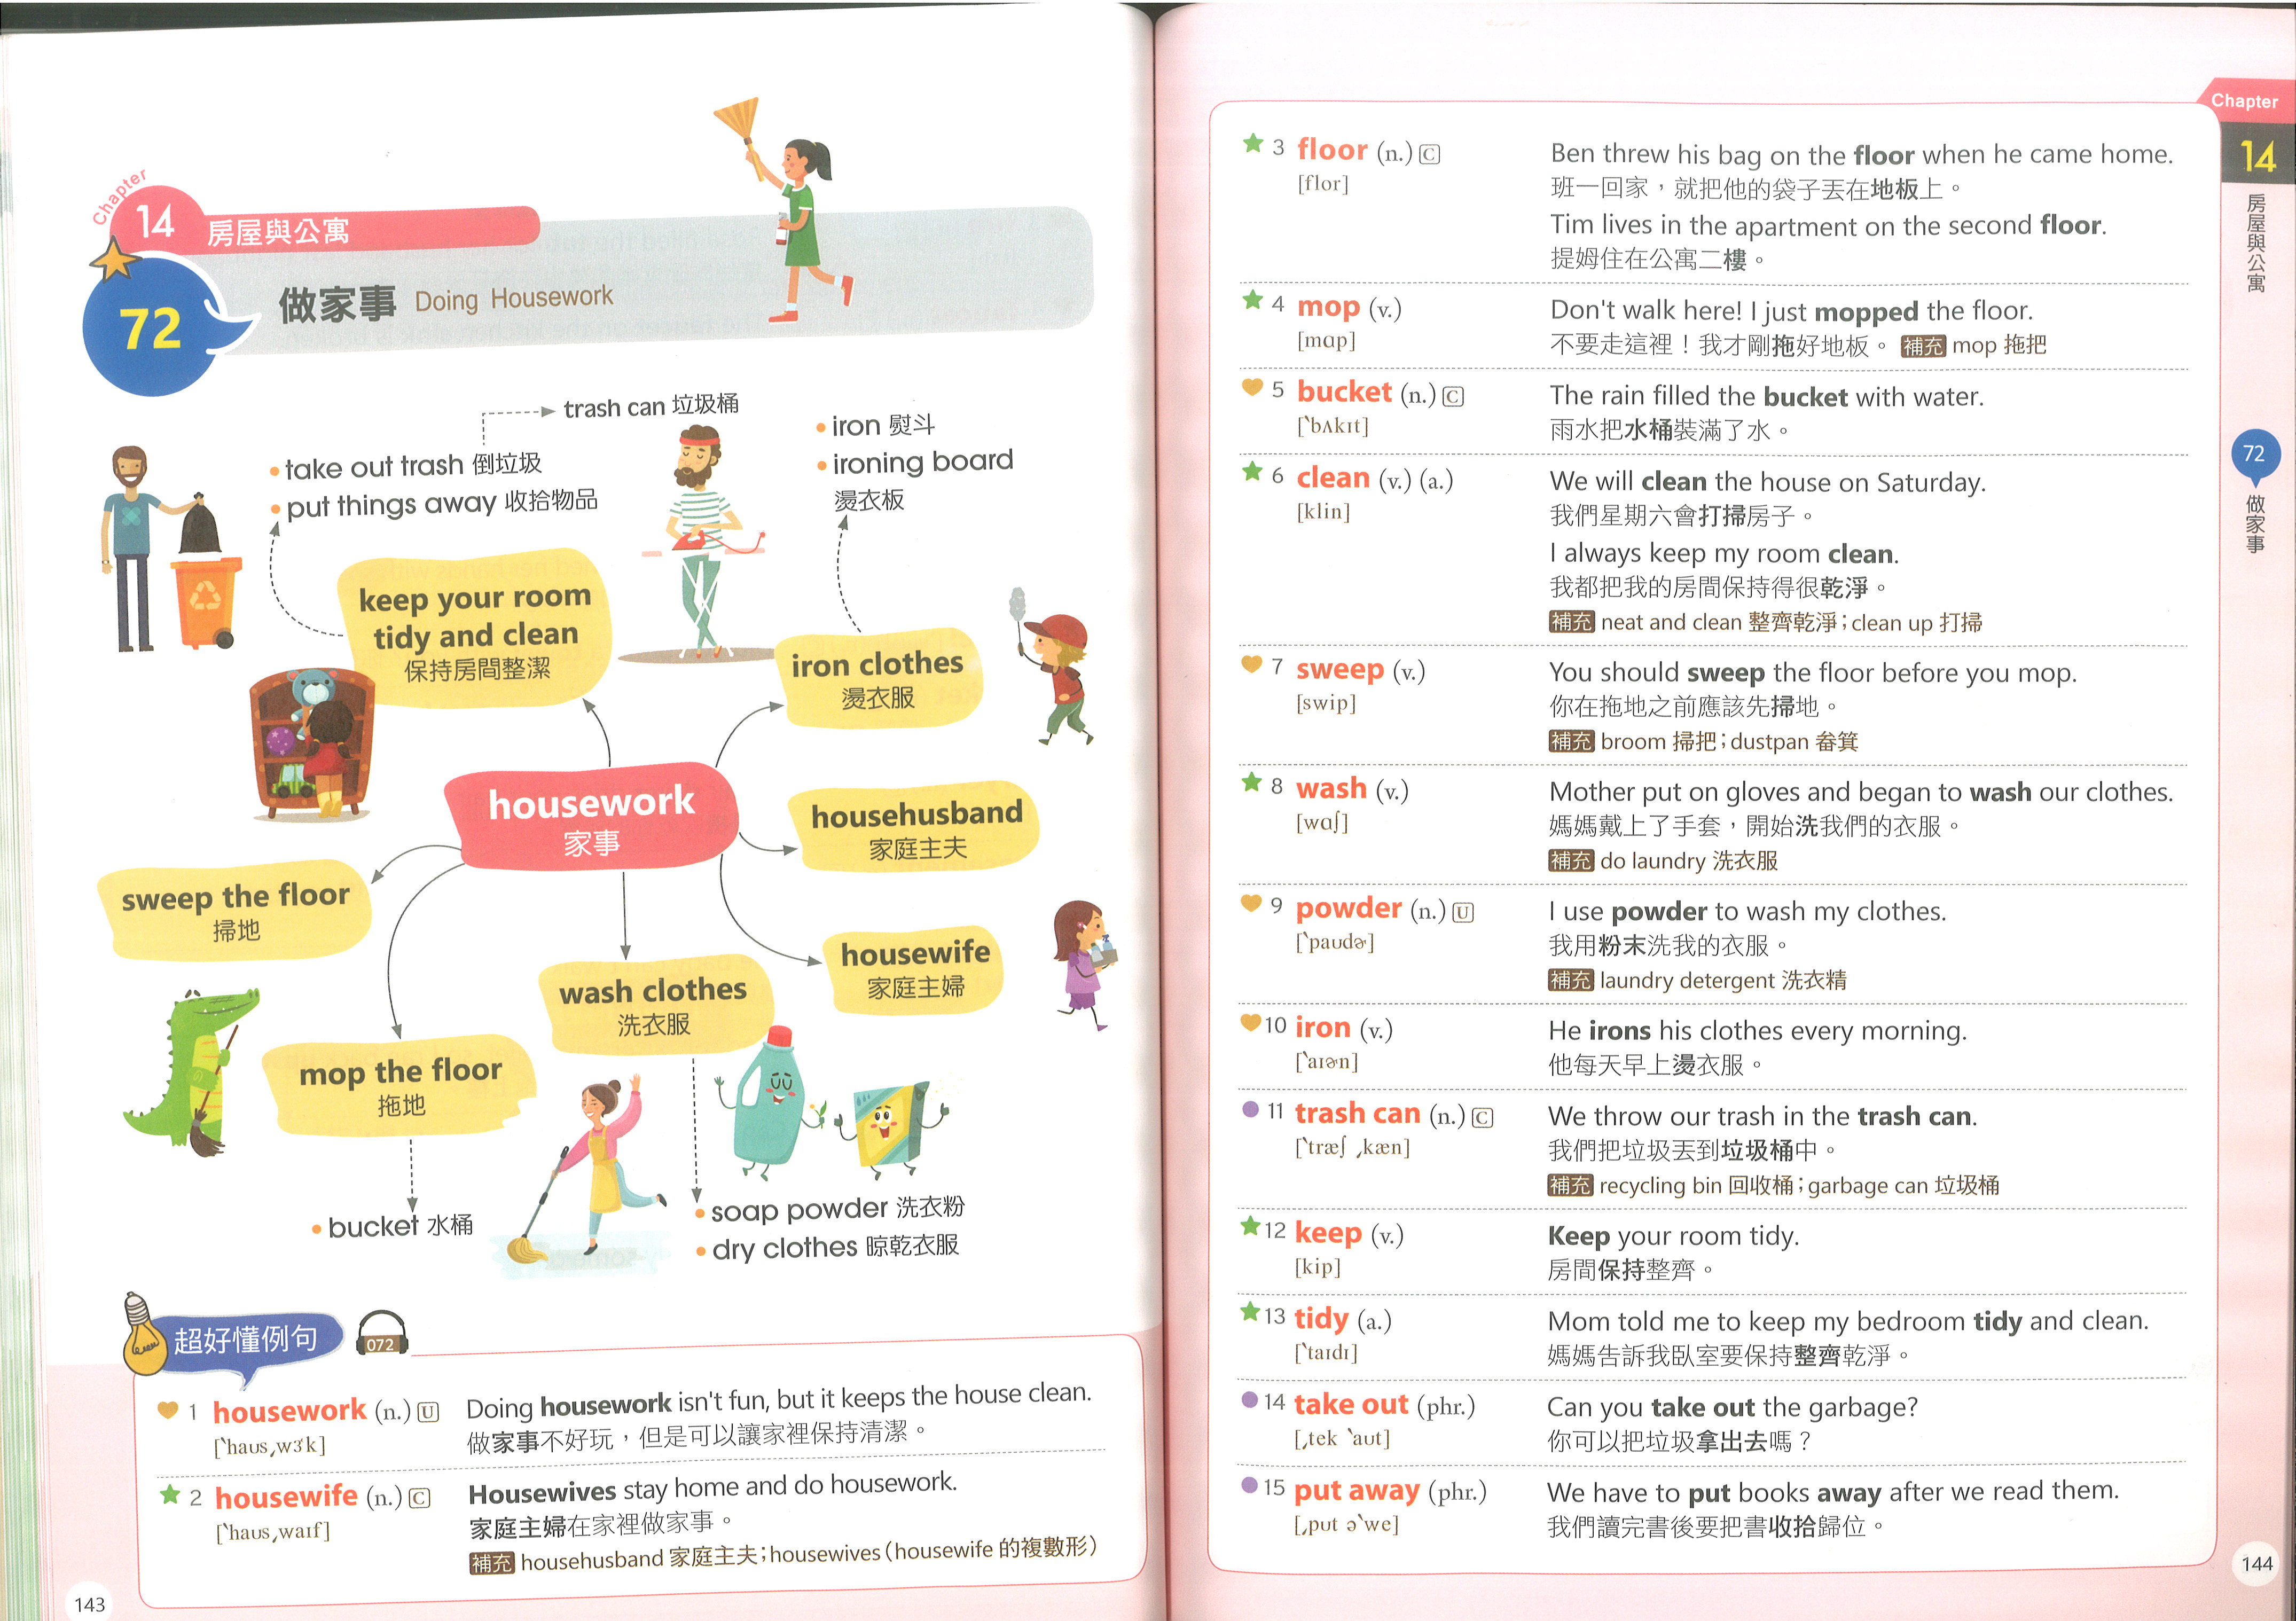 Chapter
14 房屋與公寓
72 做家事 Doing Housework
trash can 垃圾桶
take out trash 倒垃圾
put things away 收拾物品
iron 熨斗
ironing board
燙衣板
keep your room
tidy and clean
保持房間整潔
iron clothes
燙衣服
housework
家事
househusband
家庭主夫
sweep the floor
掃地
housewife
家庭主婦
wash clothes
洗衣服
mop the floor
拖地
bucket 水桶
soap powder 洗衣粉
dry clothes 晾乾衣服
超好懂例句 072
1 housework (n.) U Doing housework isn't fun, but it keeps the house clean.
[ˋhaʊs͵wɝk] 做家事不好玩，但是可以讓家裡保持清潔。
2 housewife (n.) C Housewives stay home and do housework.
[ˋhaʊs͵waɪf] 家庭主婦在家裡做家事。
補充 househusband 家庭主夫；housewives（housewife 的複數形）
143
3 floor (n.) C Ben threw his bag on the floor when he came home.
[flor] 班一回家，就把他的袋子丟在地板上。
Tim lives in the apartment on the second floor.
提姆住在公寓二樓。
4 mop (v.) Don't walk here! I just mopped the floor.
[mɑp] 不要走這裡！我才剛拖好地板。 補充 mop 拖把
5 bucket (n.) C The rain filled the bucket with water.
[ˋbʌkɪt] 雨水把水桶裝滿了水。
6 clean (v.) (a.) We will clean the house on Saturday.
[klin] 我們星期六會打掃房子。
I always keep my room clean.
我都把我的房間保持得很乾淨。
補充 neat and clean 整齊乾淨；clean up 打掃
7 sweep (v.) You should sweep the floor before you mop.
[swip] 你在拖地之前應該先掃地。
補充 broom 掃把；dustpan 畚箕
8 wash (v.) Mother put on gloves and began to wash our clothes.
[wɑʃ] 媽媽戴上了手套，開始洗我們的衣服。
補充 do laundry 洗衣服
9 powder (n.) U I use powder to wash my clothes.
[ˋpaʊdɚ] 我用粉末洗我的衣服。
補充 laundry detergent 洗衣精
10 iron (v.) He irons his clothes every morning.
[ˋaɪɚn] 他每天早上燙衣服。
11 trash can (n.) C We throw our trash in the trash can.
[ˋtræʃ ͵kæn] 我們把垃圾丟到垃圾桶中。
補充 recycling bin 回收桶；garbage can 垃圾桶
12 keep (v.) Keep your room tidy.
[kip] 房間保持整齊。
13 tidy (a.) Mom told me to keep my bedroom tidy and clean.
[ˋtaɪdɪ] 媽媽告訴我臥室要保持整齊乾淨。
14 take out (phr.) Can you take out the garbage?
[͵tek ˋaʊt] 你可以把垃圾拿出去嗎？
15 put away (phr.) We have to put books away after we read them.
[͵pʊt əˋwe] 我們讀完書後要把書收拾歸位。
Chapter
14
房屋與公寓
72
做家事
144